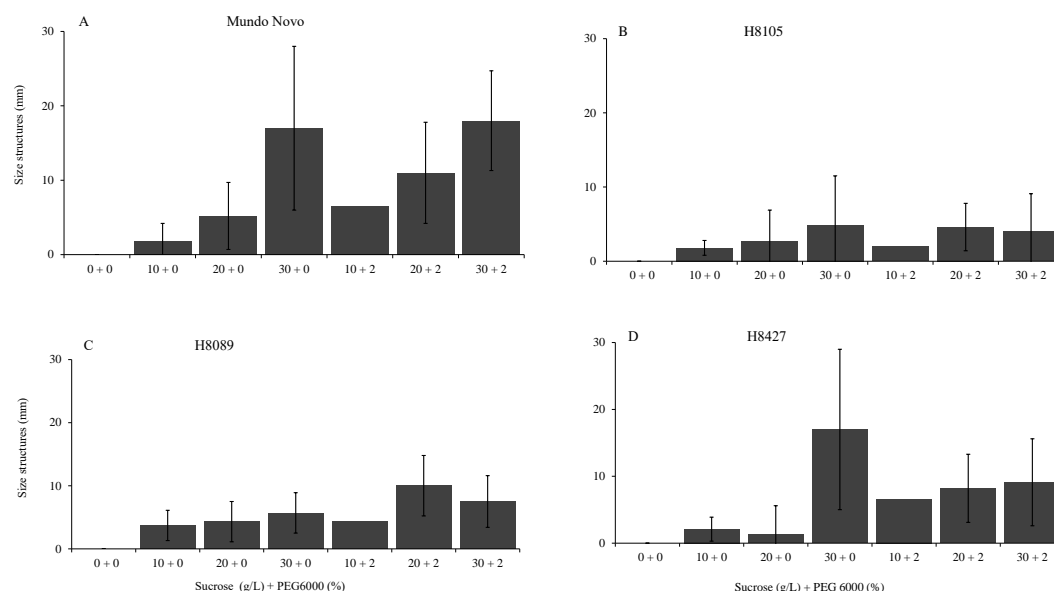 A
Mundo Novo
30
20
10
0
Size structures (mm)
0 + 0 10 + 0 20 + 0 30 + 0 10 + 2 20 + 2 30 + 2
B
H8105
30
20
10
0
0 + 0 10 + 0 20 + 0 30 + 0 10 + 2 20 + 2 30 + 2
C
H8089
30
20
10
0
Size structures (mm)
0 + 0 10 + 0 20 + 0 30 + 0 10 + 2 20 + 2 30 + 2
Sucrose (g/L) + PEG6000 (%)
D
H8427
30
20
10
0
0 + 0 10 + 0 20 + 0 30 + 0 10 + 2 20 + 2 30 + 2
Sucrose (g/L) + PEG 6000 (%)